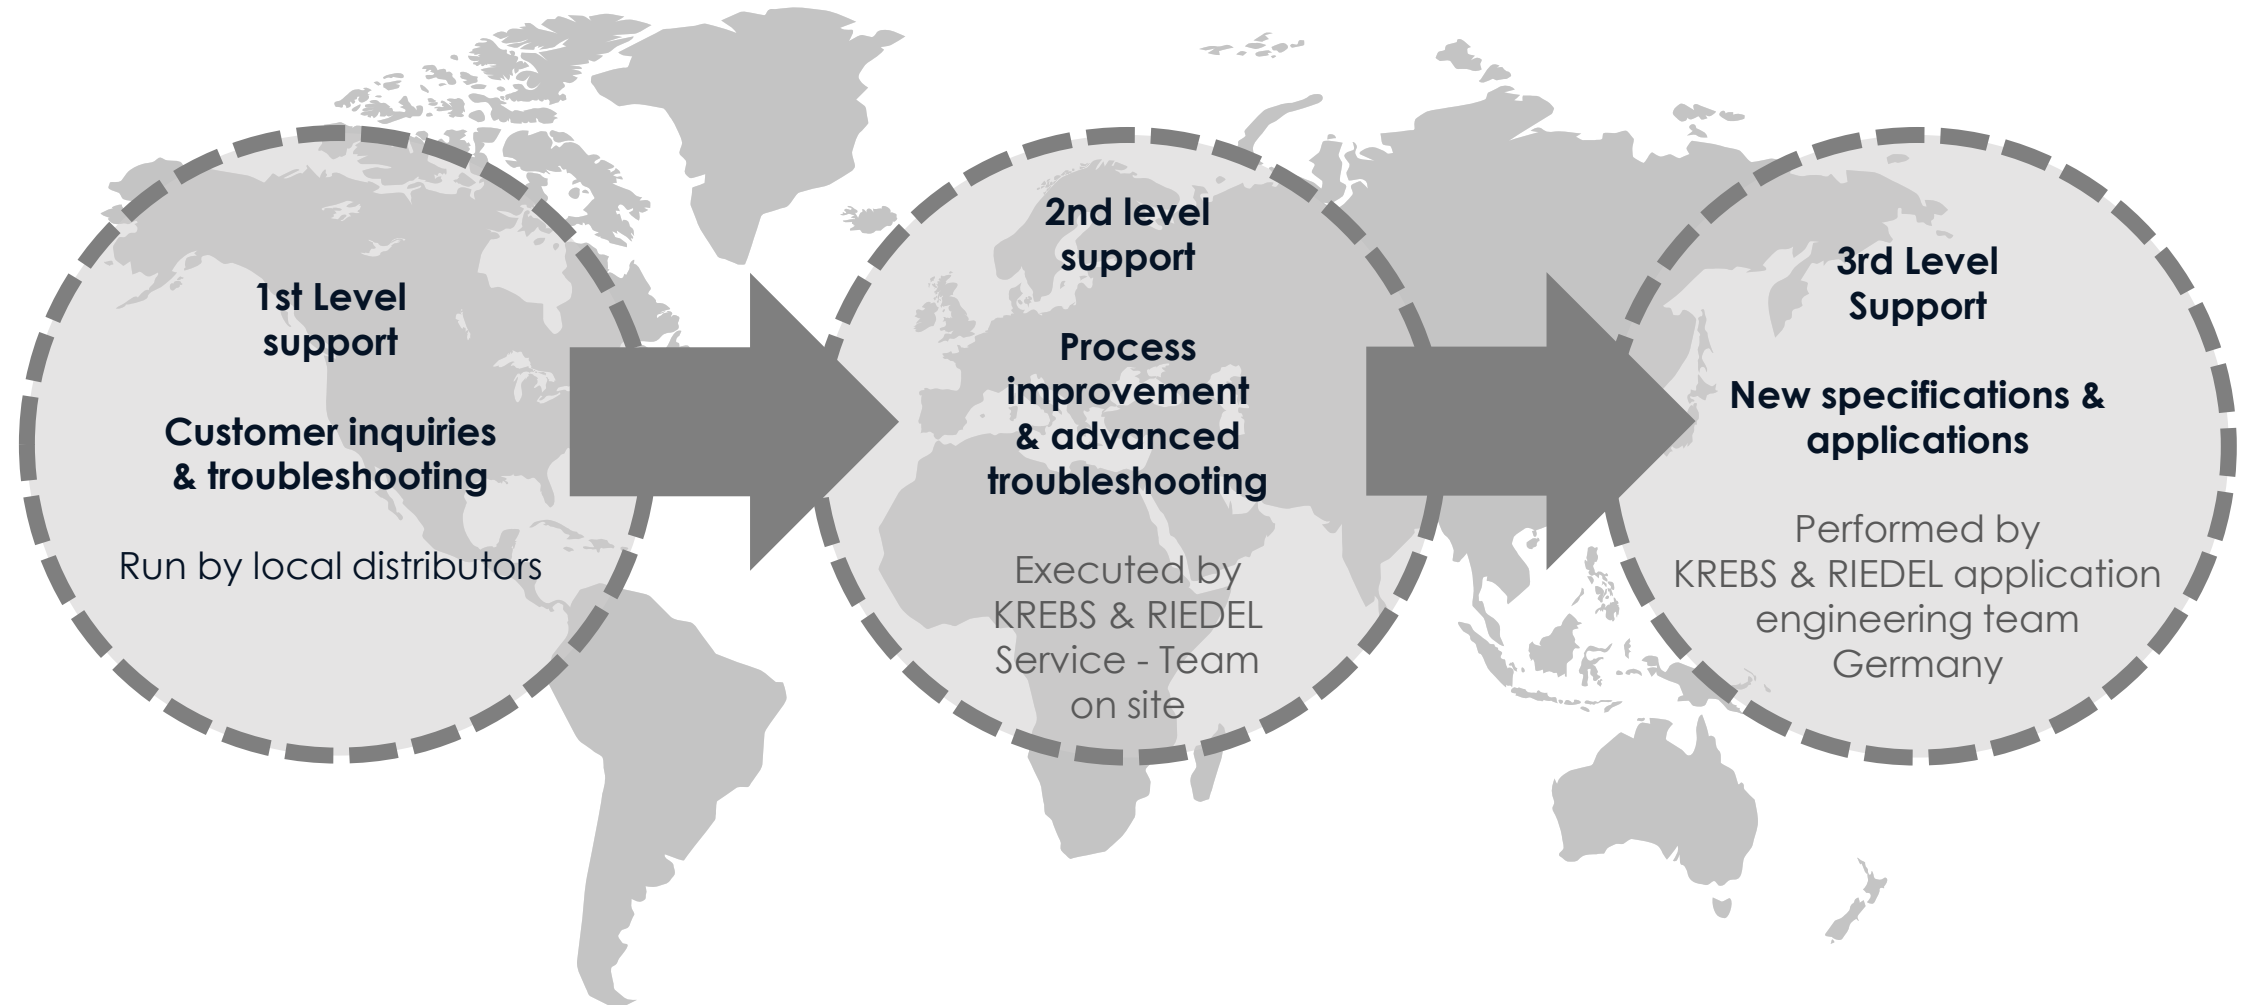 1st Level
support
Customer inquiries
& troubleshooting
Run by local distributors
2nd level
support
Process
improvement
& advanced
troubleshooting
Executed by
KREBS & RIEDEL
Service - Team
on site
3rd Level
Support
New specifications &
applications
Performed by
KREBS & RIEDEL application
engineering team
Germany